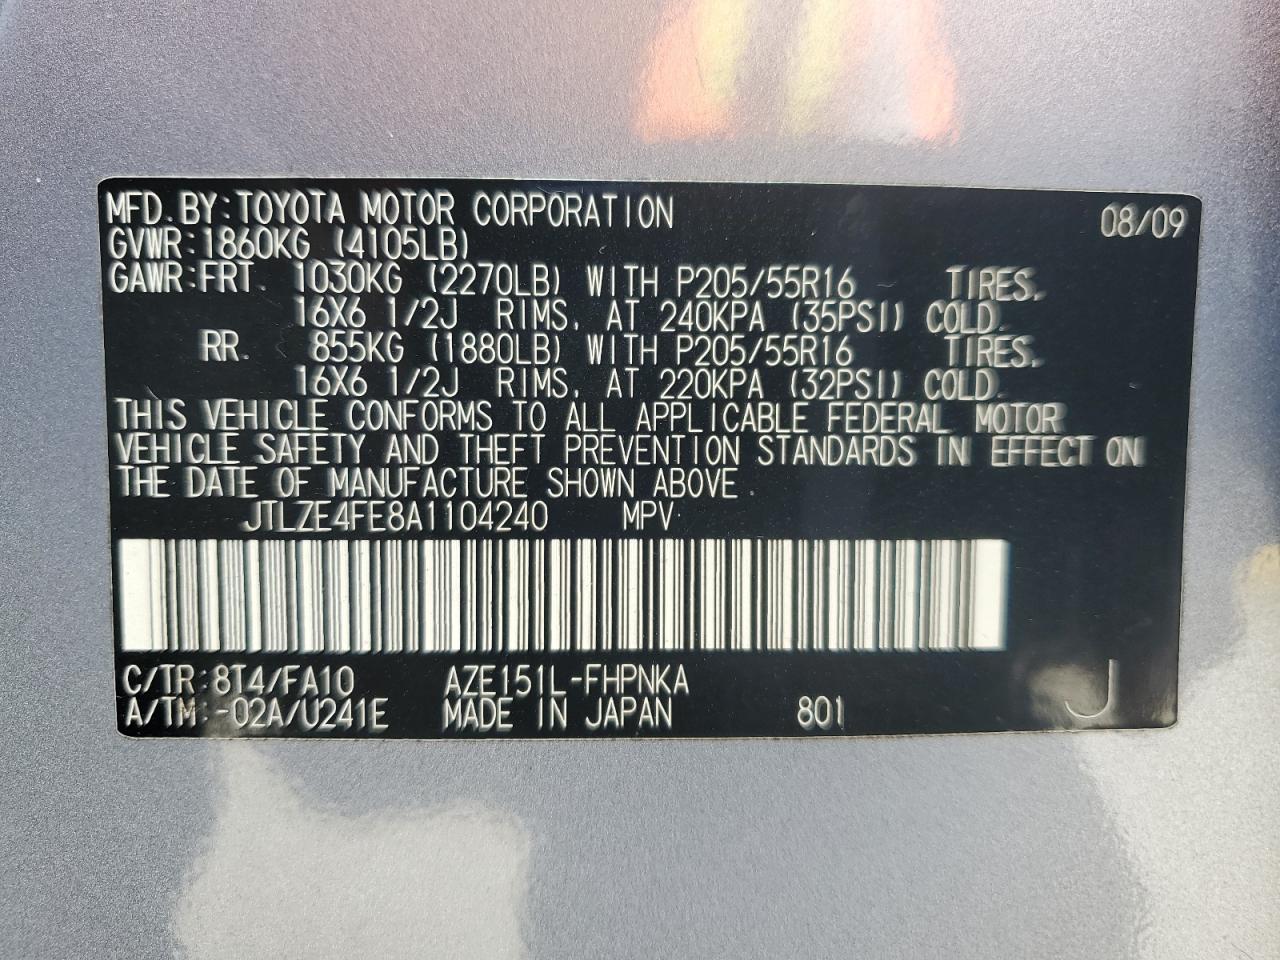 MFD. BY: TOYOTA MOTOR CORPORATION 08/09
GVWR: 1860KG (4105LB)
GAWR: FRT. 1030KG (2270LB) WITH P205/55R16 TIRES,
16X6 1/2J RIMS, AT 240KPA (35PSI) COLD.
RR. 855KG (1880LB) WITH P205/55R16 TIRES,
16X6 1/2J RIMS, AT 220KPA (32PSI) COLD.
THIS VEHICLE CONFORMS TO ALL APPLICABLE FEDERAL MOTOR
VEHICLE SAFETY AND THEFT PREVENTION STANDARDS IN EFFECT ON
THE DATE OF MANUFACTURE SHOWN ABOVE.
JTLZE4FE8A1104240 MPV
C/TR: 8T4/FA10 AZE151L-FHPNKA
A/TM: -02A/U241E MADE IN JAPAN 801 J